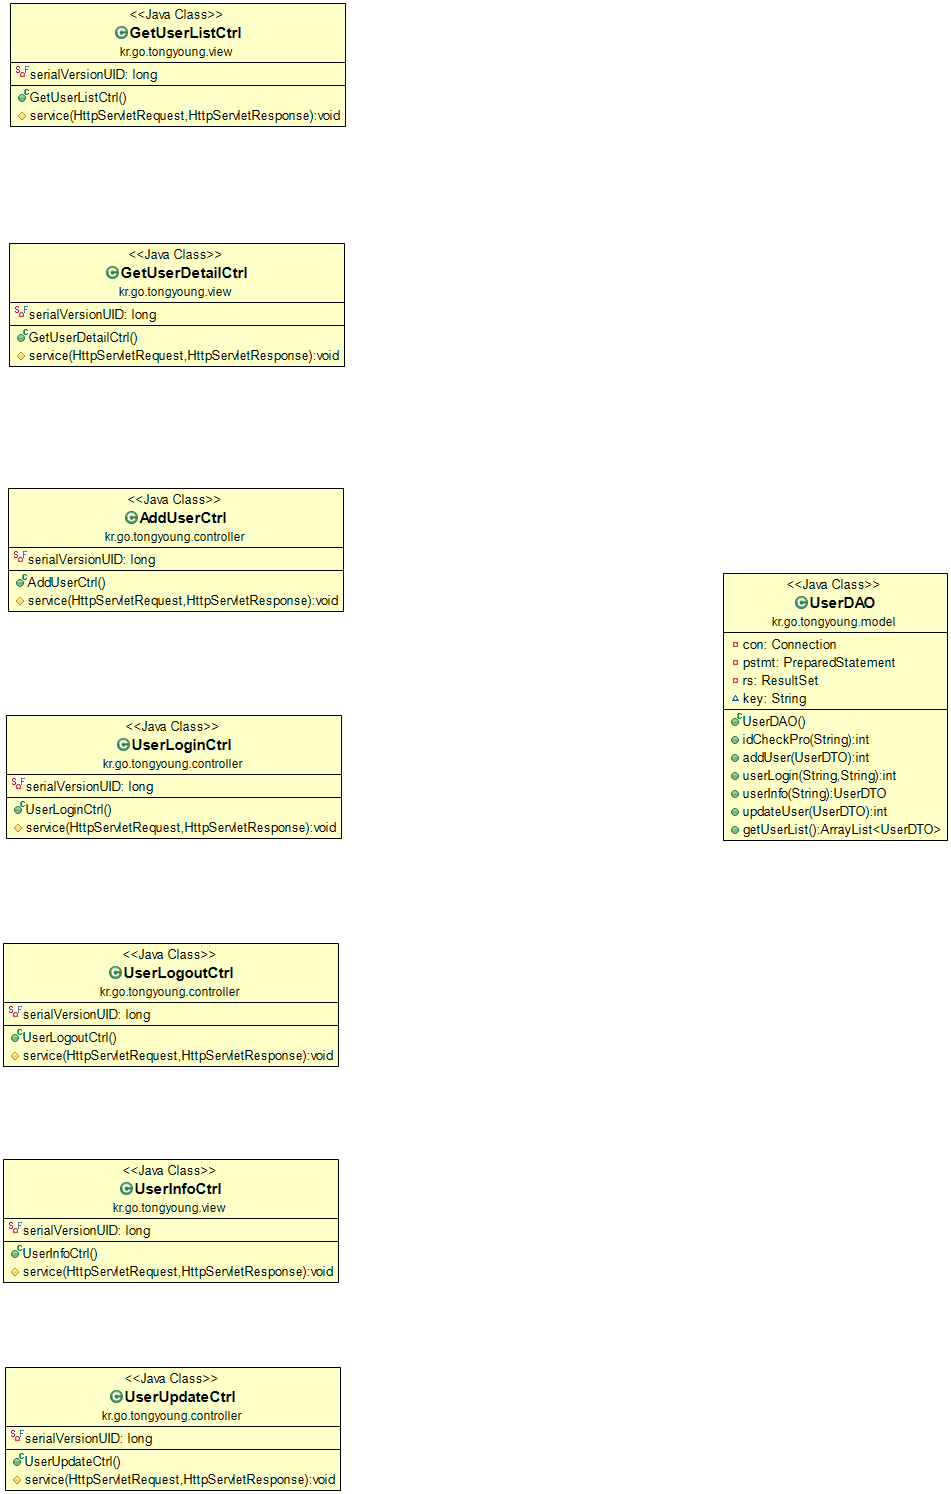 <<Java Class>>
GetUserListCtrl
kr.go.tongyoung.view
serialVersionUID: long
GetUserListCtrl()
service(HttpServletRequest,HttpServletResponse):void
<<Java Class>>
GetUserDetailCtrl
kr.go.tongyoung.view
serialVersionUID: long
GetUserDetailCtrl()
service(HttpServletRequest,HttpServletResponse):void
<<Java Class>>
AddUserCtrl
kr.go.tongyoung.controller
serialVersionUID: long
AddUserCtrl()
service(HttpServletRequest,HttpServletResponse):void
<<Java Class>>
UserLoginCtrl
kr.go.tongyoung.controller
serialVersionUID: long
UserLoginCtrl()
service(HttpServletRequest,HttpServletResponse):void
<<Java Class>>
UserLogoutCtrl
kr.go.tongyoung.controller
serialVersionUID: long
UserLogoutCtrl()
service(HttpServletRequest,HttpServletResponse):void
<<Java Class>>
UserInfoCtrl
kr.go.tongyoung.view
serialVersionUID: long
UserInfoCtrl()
service(HttpServletRequest,HttpServletResponse):void
<<Java Class>>
UserUpdateCtrl
kr.go.tongyoung.controller
serialVersionUID: long
UserUpdateCtrl()
service(HttpServletRequest,HttpServletResponse):void
<<Java Class>>
UserDAO
kr.go.tongyoung.model
con: Connection
pstmt: PreparedStatement
rs: ResultSet
key: String
UserDAO()
idCheckPro(String):int
addUser(UserDTO):int
userLogin(String,String):int
userInfo(String):UserDTO
updateUser(UserDTO):int
getUserList():ArrayList<UserDTO>